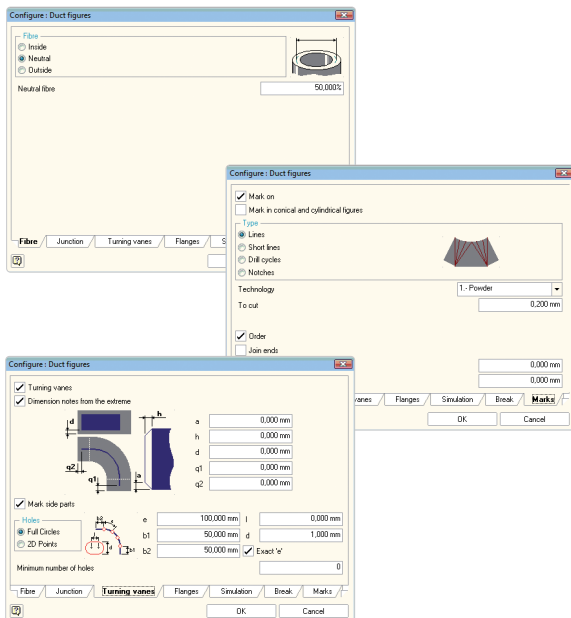 Configure : Duct figures
Fibre
Inside
Neutral
Outside
Neutral fibre
50,000%
Fibre
Junction
Turning vanes
Flanges
S
Configure : Duct figures
Mark on
Mark in conical and cylindrical figures
Type
Lines
Short lines
Drill cycles
Notches
Technology
1.- Powder
To cut
0,200 mm
Order
Join ends
0,000 mm
0,000 mm
vanes
Flanges
Simulation
Break
Marks
OK
Cancel
Configure : Duct figures
Turning vanes
Dimension notes from the extreme
d
h
q2
q1
a
a 0,000 mm
h 0,000 mm
d 0,000 mm
q1 0,000 mm
q2 0,000 mm
Mark side parts
Holes
Full Circles
2D Points
b2
d
b1
e 100,000 mm l 0,000 mm
b1 50,000 mm d 1,000 mm
b2 50,000 mm Exact 'e'
Minimum number of holes 0
Fibre
Junction
Turning vanes
Flanges
Simulation
Break
Marks
OK
Cancel